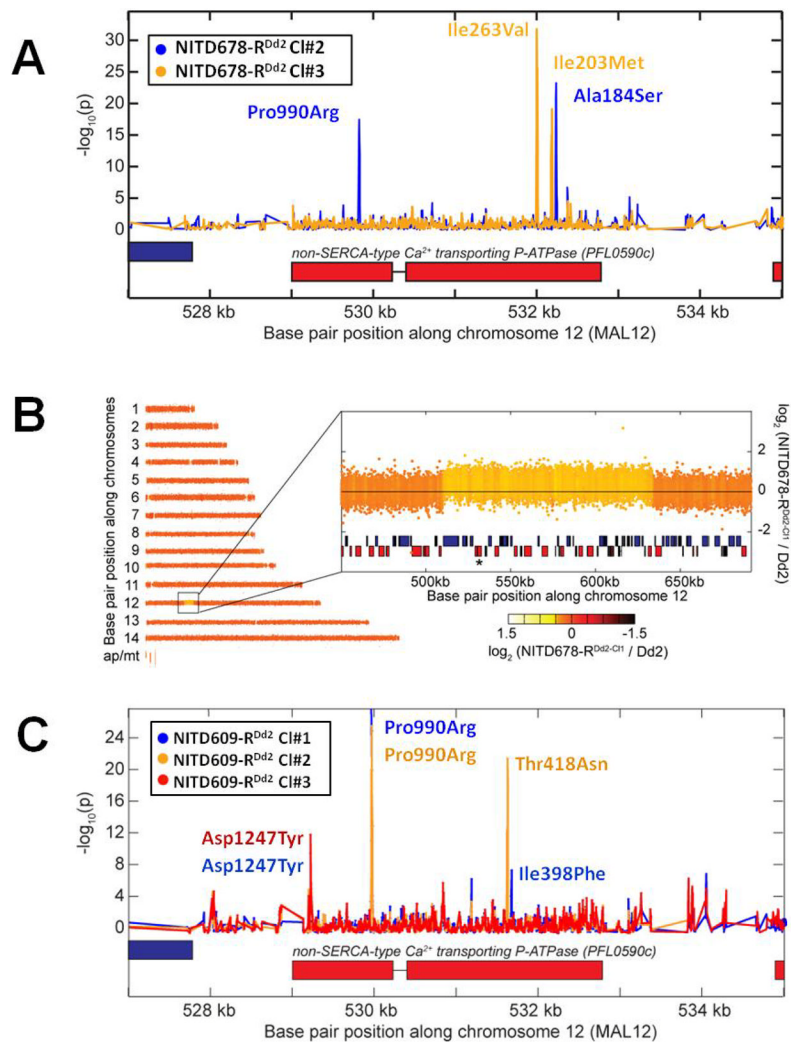 A
-log10(p)
30
25
20
15
10
5
0
NITD678-R^Dd2 Cl#2
NITD678-R^Dd2 Cl#3
Ile263Val
Ile203Met
Ala184Ser
Pro990Arg
non-SERCA-type Ca2+ transporting P-ATPase (PFL0590c)
528 kb 530 kb 532 kb 534 kb
Base pair position along chromosome 12 (MAL12)
B
Base pair position along chromosomes
1
2
3
4
5
6
7
8
9
10
11
12
13
14
ap/mt
2
0
-2
log2 (NITD678-R^Dd2-Cl1 / Dd2)
*
500kb 550kb 600kb 650kb
Base pair position along chromosome 12
1.5 0 -1.5
log2 (NITD678-R^Dd2-Cl1 / Dd2)
C
-log10(p)
24
20
16
12
8
4
0
NITD609-R^Dd2 Cl#1
NITD609-R^Dd2 Cl#2
NITD609-R^Dd2 Cl#3
Pro990Arg
Pro990Arg
Thr418Asn
Asp1247Tyr
Asp1247Tyr
Ile398Phe
non-SERCA-type Ca2+ transporting P-ATPase (PFL0590c)
528 kb 530 kb 532 kb 534 kb
Base pair position along chromosome 12 (MAL12)